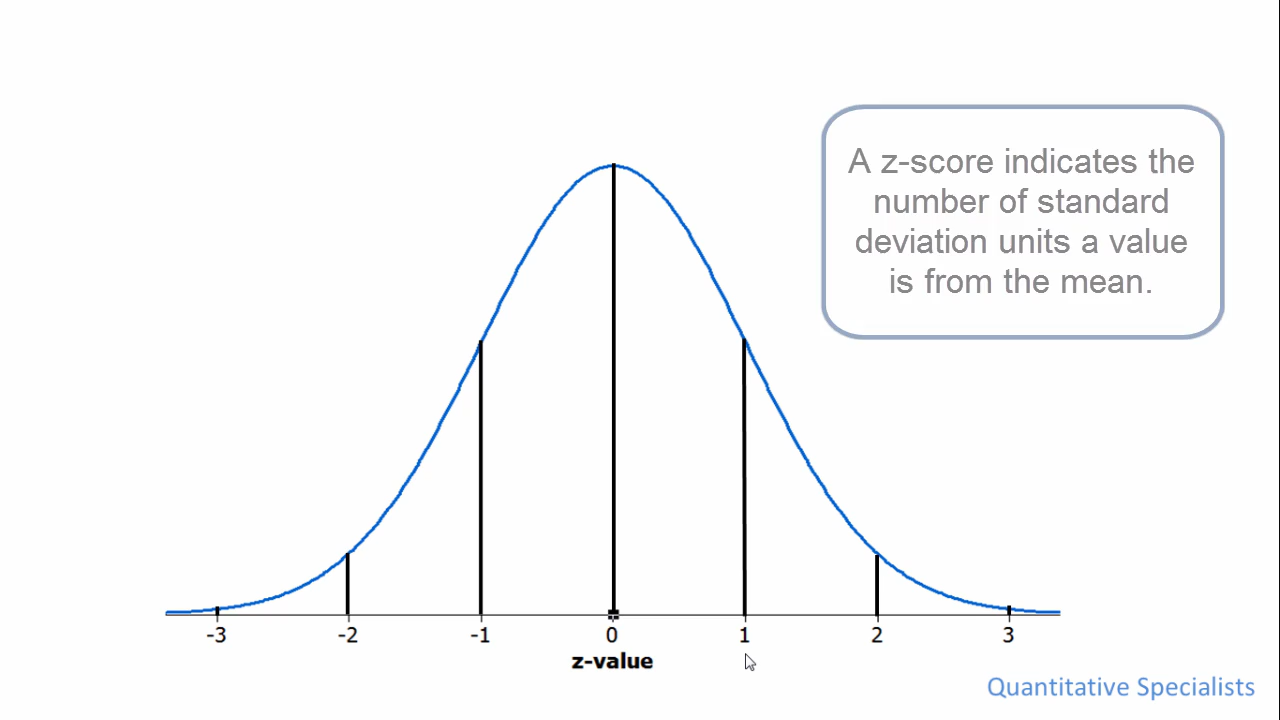 A z-score indicates the
number of standard
deviation units a value
is from the mean.
-3 -2 -1 0 1 2 3
z-value
Quantitative Specialists